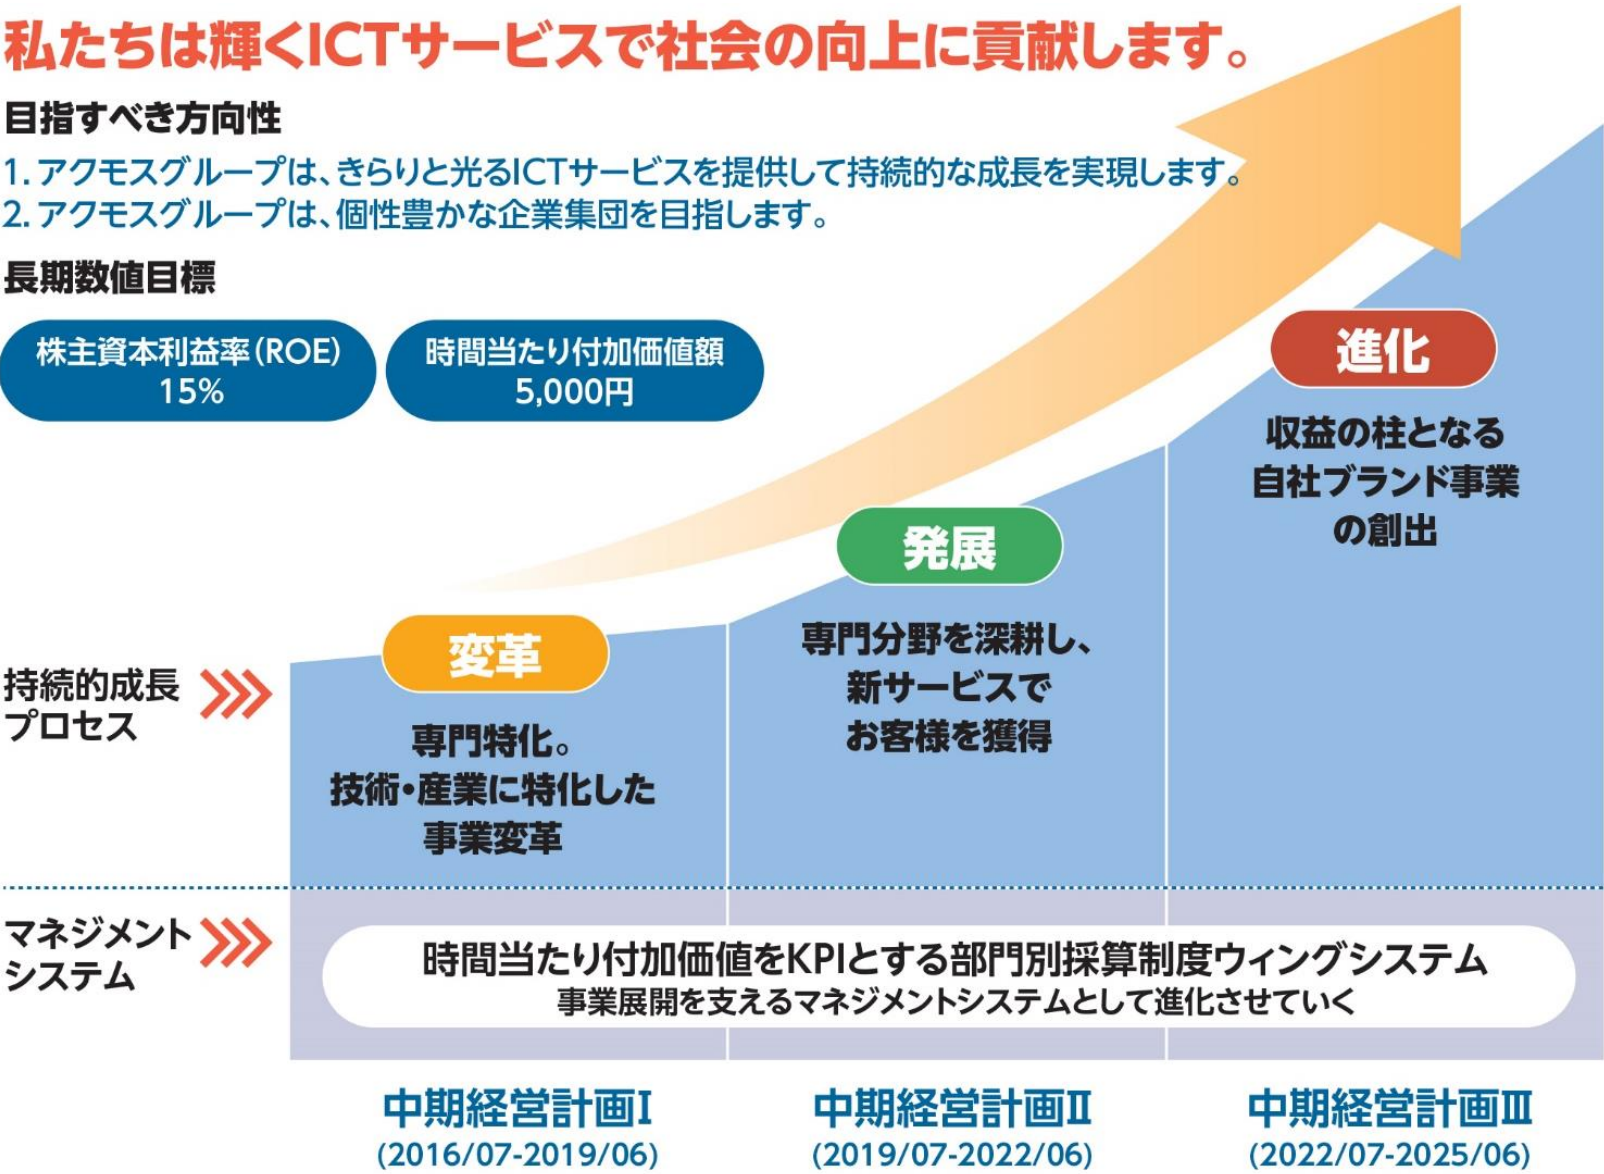 私たちは輝くICTサービスで社会の向上に貢献します。
目指すべき方向性
1. アクモスグループは、きらりと光るICTサービスを提供して持続的な成長を実現します。
2. アクモスグループは、個性豊かな企業集団を目指します。
長期数値目標
株主資本利益率(ROE)
15%
時間当たり付加価値額
5,000円
進化
収益の柱となる
自社ブランド事業
の創出
発展
専門分野を深耕し、
新サービスで
お客様を獲得
変革
専門特化。
技術・産業に特化した
事業変革
持続的成長
プロセス
マネジメント
システム
時間当たり付加価値をKPIとする部門別採算制度ウィングシステム
事業展開を支えるマネジメントシステムとして進化させていく
中期経営計画Ⅰ
(2016/07-2019/06)
中期経営計画Ⅱ
(2019/07-2022/06)
中期経営計画Ⅲ
(2022/07-2025/06)